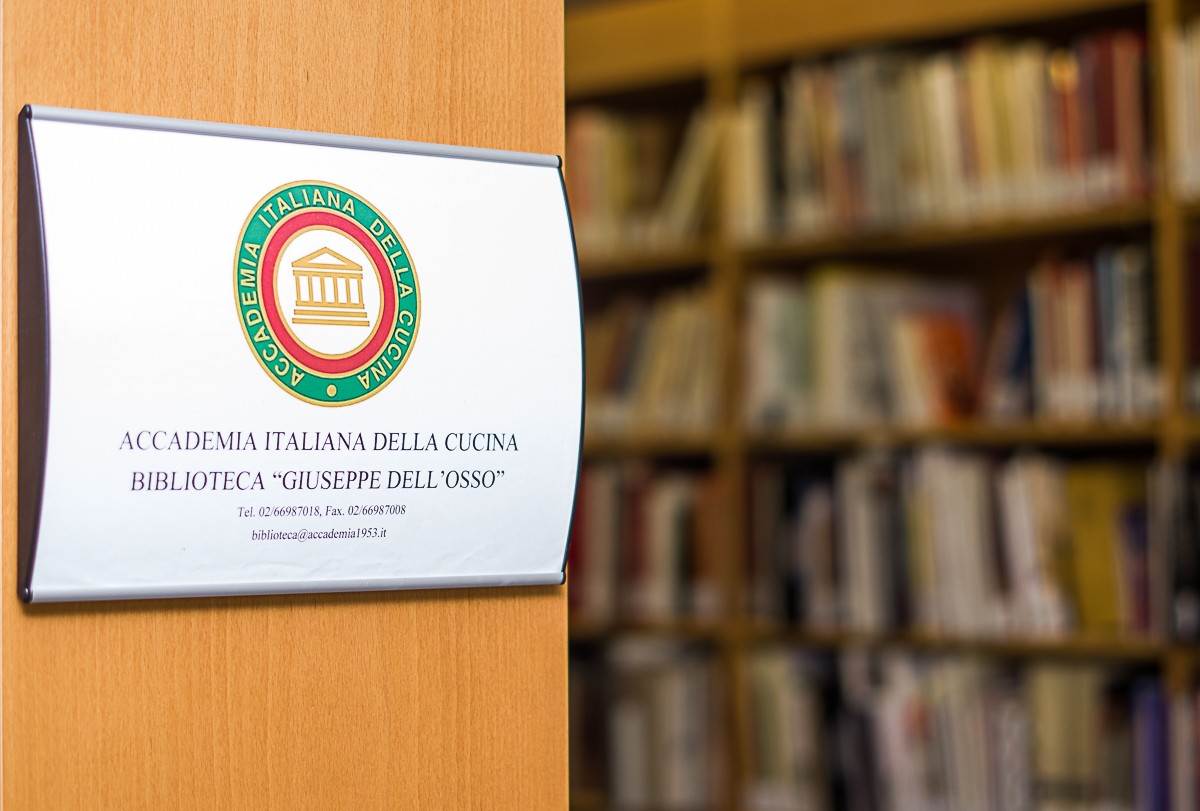 ACCADEMIA ITALIANA DELLA CUCINA
ACCADEMIA ITALIANA DELLA CUCINA
BIBLIOTECA “GIUSEPPE DELL’OSSO”
Tel. 02/66987018, Fax. 02/66987008
biblioteca@accademia1953.it